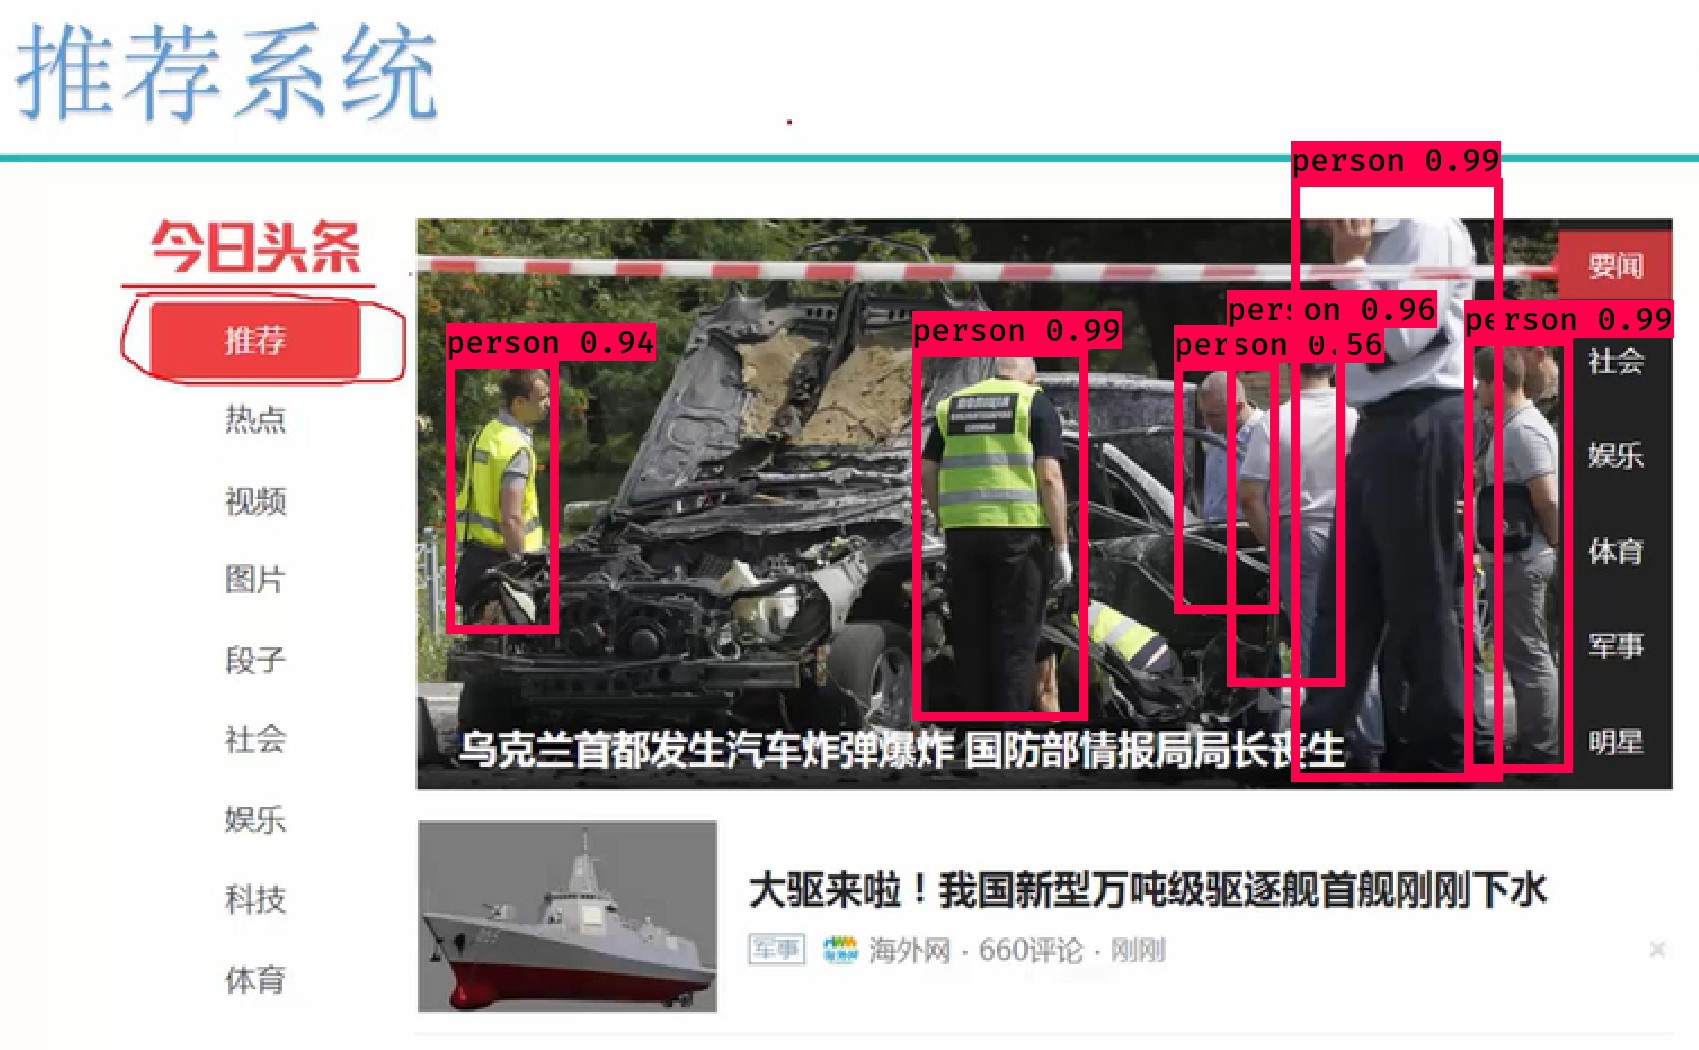 推荐系统
今日头条
推荐
热点
视频
图片
段子
社会
娱乐
科技
体育
person 0.94
person 0.99
person 0.56
person 0.96
person 0.99
person 0.99
ПОЛІЦІЯ
要闻
社会
娱乐
体育
军事
明星
乌克兰首都发生汽车炸弹爆炸 国防部情报局局长丧生
大驱来啦！我国新型万吨级驱逐舰首舰刚刚下水
军事 海外网 · 660评论 · 刚刚 ×